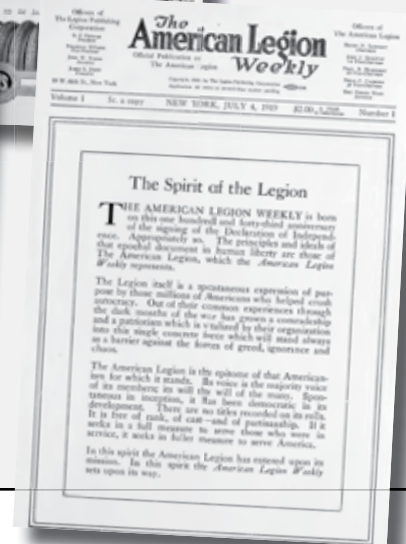 Officers of
The Legion Publishing
Corporation
The
American Legion
Weekly
Official Publication of
The American Legion
Officers of
The American Legion
New York
Volume 1 5c. a copy NEW YORK, JULY 4, 1919 $2.00 Number 1
The Spirit of the Legion
THE AMERICAN LEGION WEEKLY is born
on this one hundred and forty-third anniversary
of the signing of the Declaration of Independ-
ence. Appropriately so. The principles and ideals of
that epochal document in human liberty are those of
The American Legion, which the American Legion
Weekly represents.
The Legion itself is a spontaneous expression of pur-
pose by those millions of Americans who helped crush
autocracy. Out of their common experiences through
the dark months of the war has grown a comradeship
and a patriotism which is vitalized by their organization
into this single concrete force which will stand always
as a barrier against the forces of greed, ignorance and
chaos.
The American Legion is the epitome of that American-
ism for which it stands. Its voice is the majority voice
of its members; its will the will of the many. Spon-
taneous in inception, it has been democratic in its
development. There are no titles recorded on its rolls.
It is free of rank, of cast—and of partisanship. If it
seeks in a full measure to serve those who were in
service, it seeks in fuller measure to serve America.
In this spirit the American Legion has entered upon its
mission. In this spirit the American Legion Weekly
sets upon its way.